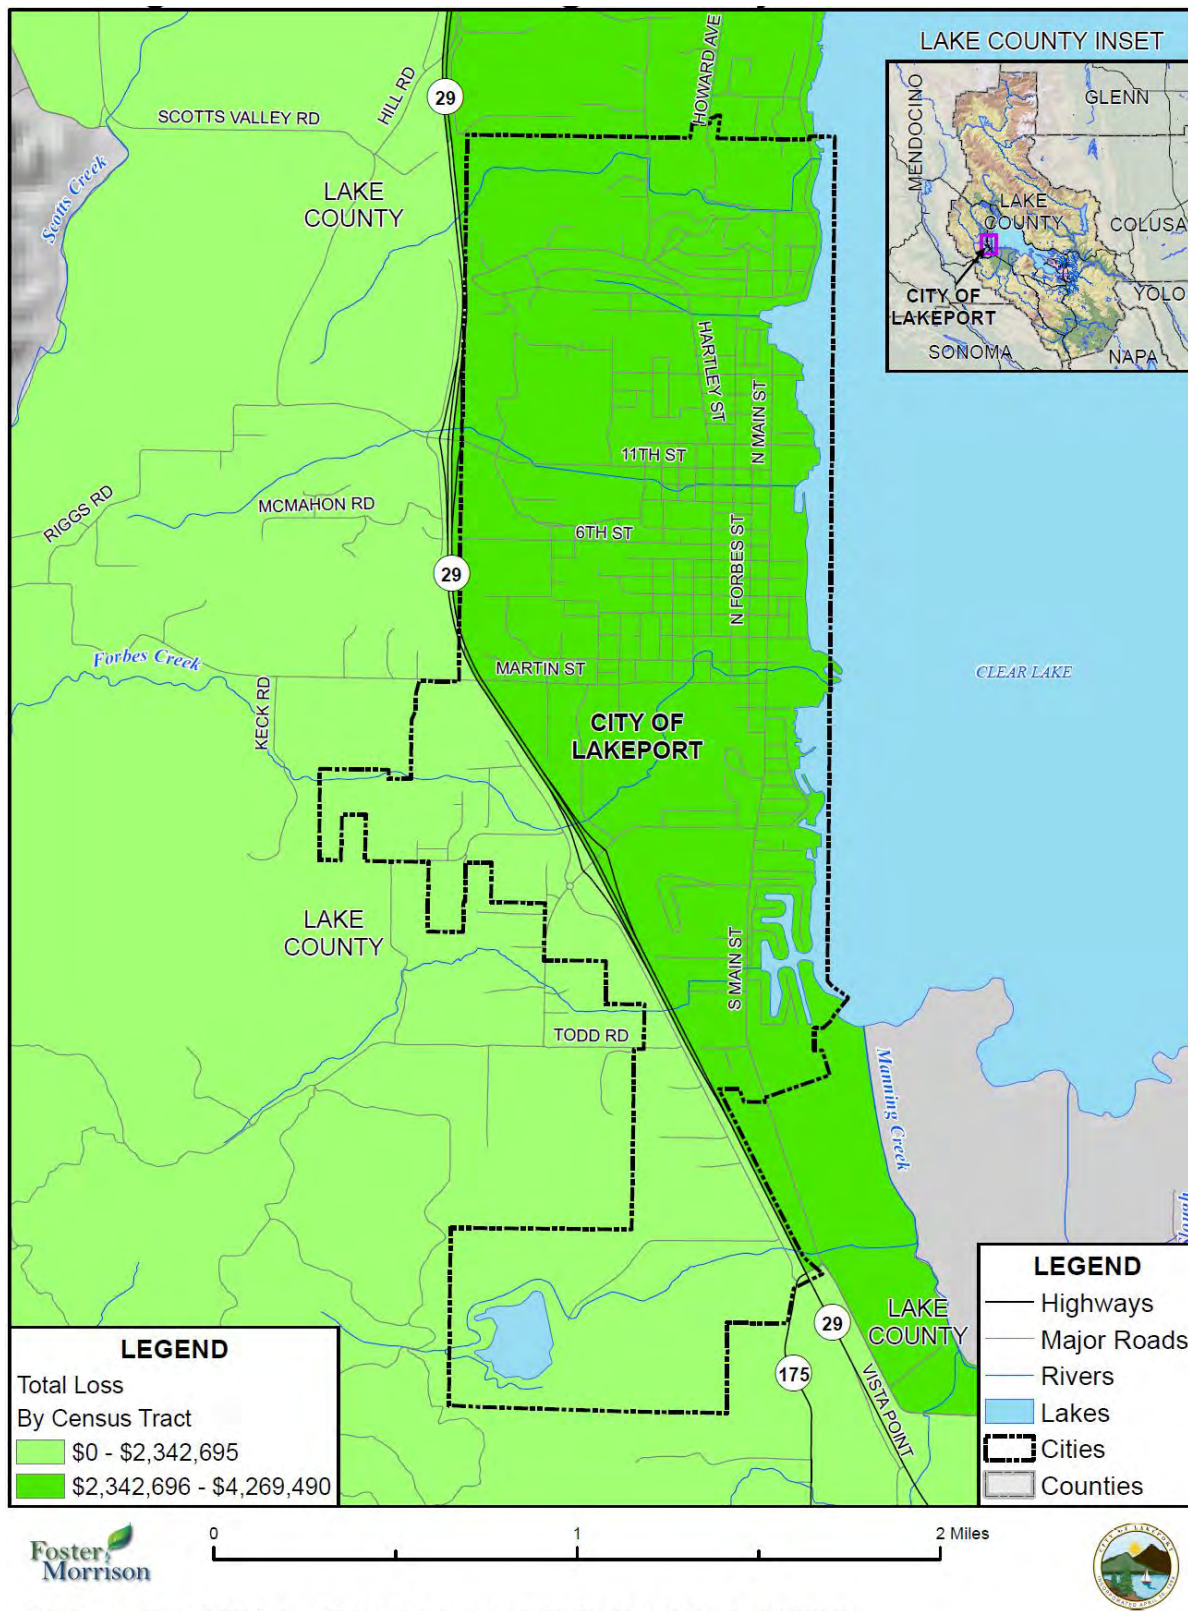 LAKE COUNTY INSET
MENDOCINO
GLENN
LAKE
COUNTY
COLUSA
CITY OF
LAKEPORT
YOLO
SONOMA
NAPA
HOWARD AVE
29
HILL RD
SCOTTS VALLEY RD
Scotts Creek
LAKE
COUNTY
HARTLEY ST
N MAIN ST
11TH ST
RIGGS RD
MCMAHON RD
6TH ST
N FORBES ST
29
Forbes Creek
MARTIN ST
KECK RD
CLEAR LAKE
CITY OF
LAKEPORT
LAKE
COUNTY
S MAIN ST
TODD RD
Manning Creek
Slough
LAKE
COUNTY
29
175
VISTA POINT
LEGEND
Total Loss
By Census Tract
$0 - $2,342,695
$2,342,696 - $4,269,490
LEGEND
Highways
Major Roads
Rivers
Lakes
Cities
Counties
Foster
Morrison
0
1
2 Miles
CITY OF LAKEPORT